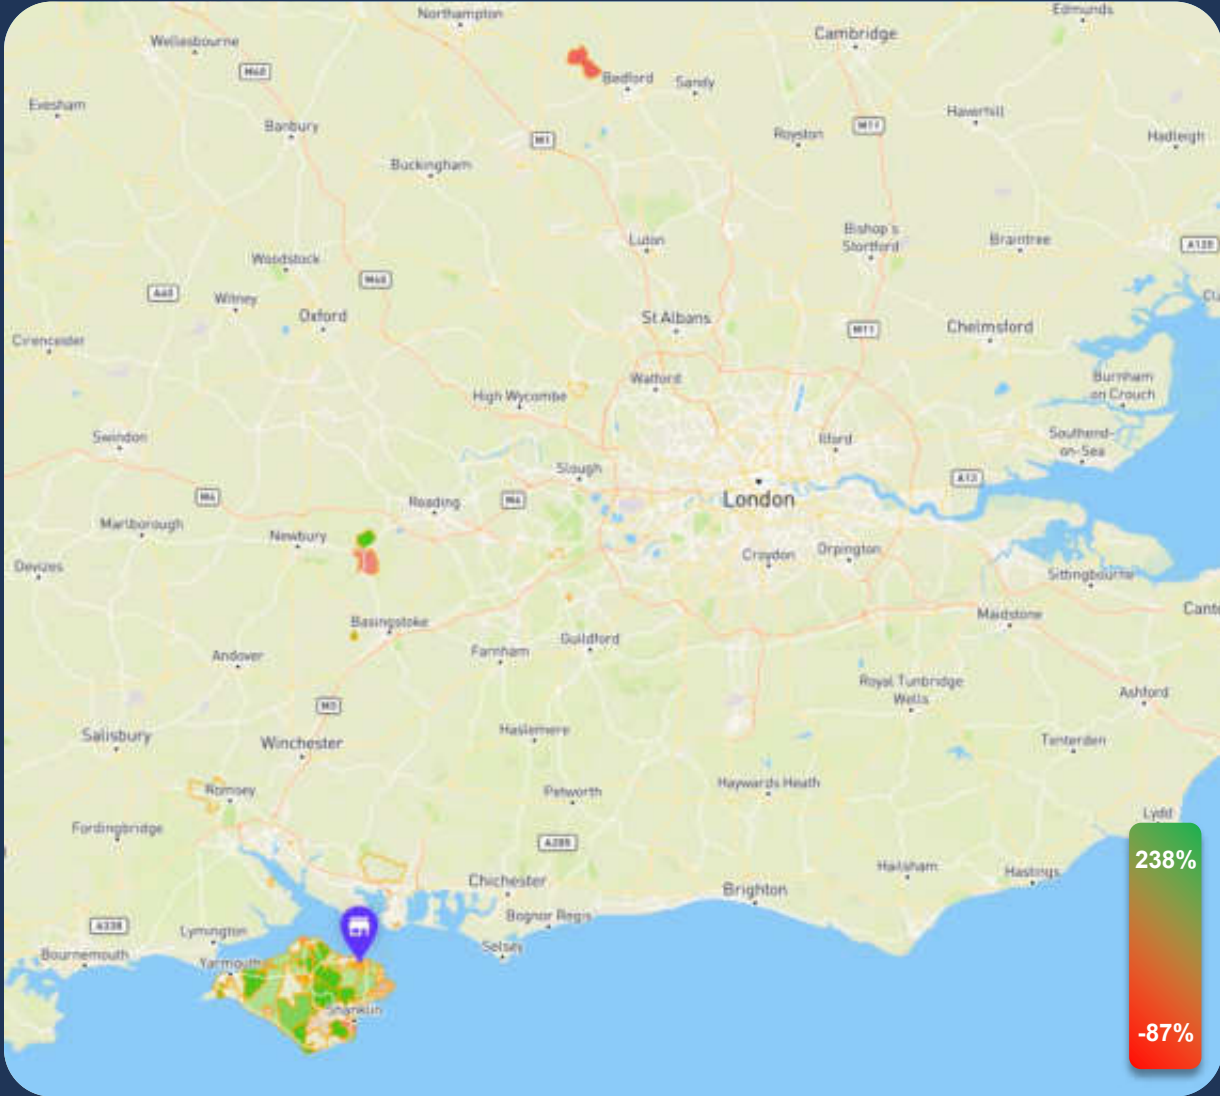 Northampton
Edmunds
Wellesbourne
Cambridge
M40
Bedford
Sandy
Evesham
Haverhill
Banbury
M11
M1
Royston
Hadleigh
Buckingham
Bishop's
Stortford
Luton
Braintree
A120
Woodstock
M40
A40
Witney
Oxford
St Albans
M11
Chelmsford
Cirencester
Watford
Burnham
on Crouch
High Wycombe
Swindon
Ilford
Southend-
on-Sea
Slough
A13
M4
Reading
M4
London
Marlborough
Newbury
Croydon
Orpington
Devizes
Sittingbourne
Cante
Maidstone
Basingstoke
Guildford
Andover
Farnham
Royal Tunbridge
Wells
Ashford
M3
Salisbury
Winchester
Haslemere
Tenterden
Romsey
Petworth
Haywards Heath
Lydd
Fordingbridge
A285
238%
Chichester
Hailsham
Hastings
Brighton
A338
Lymington
Bognor Regis
Bournemouth
Yarmouth
Selsey
Shanklin
-87%